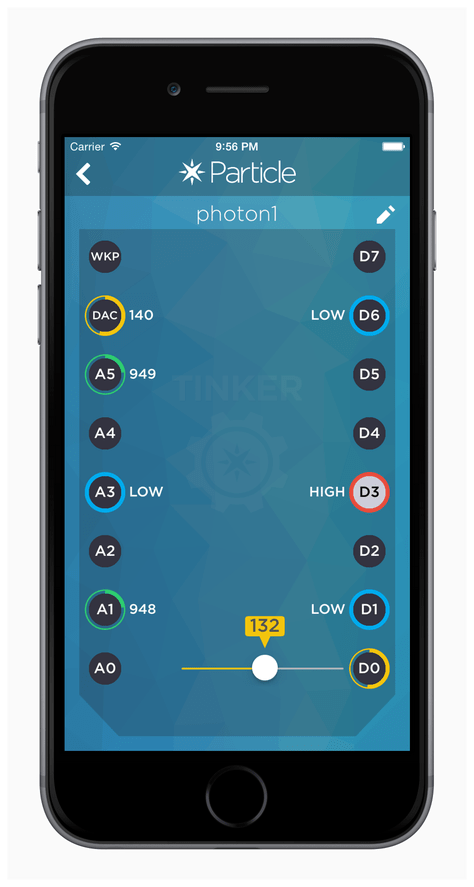 Carrier 9:56 PM
Particle
photon1
WKP D7
DAC 140 LOW D6
A5 949 D5
TINKER
A4 D4
A3 LOW HIGH D3
A2 D2
A1 948 LOW D1
132
A0 D0